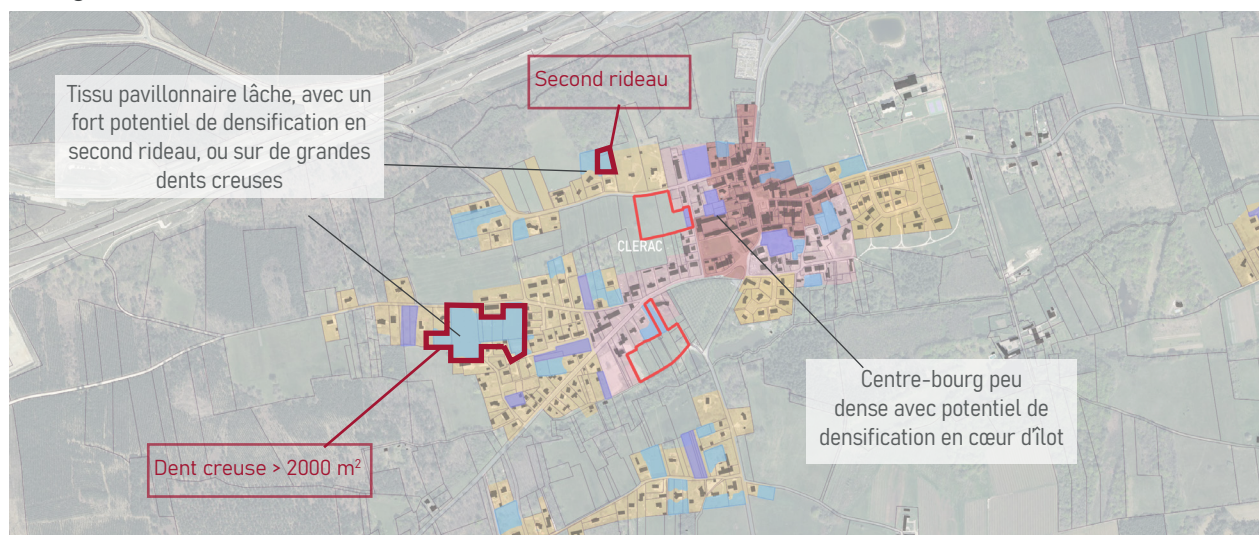 Second rideau
Tissu pavillonnaire lâche, avec un
fort potentiel de densification en
second rideau, ou sur de grandes
dents creuses
CLERAC
Centre-bourg peu
dense avec potentiel de
densification en cœur d'îlot
Dent creuse > 2000 m²